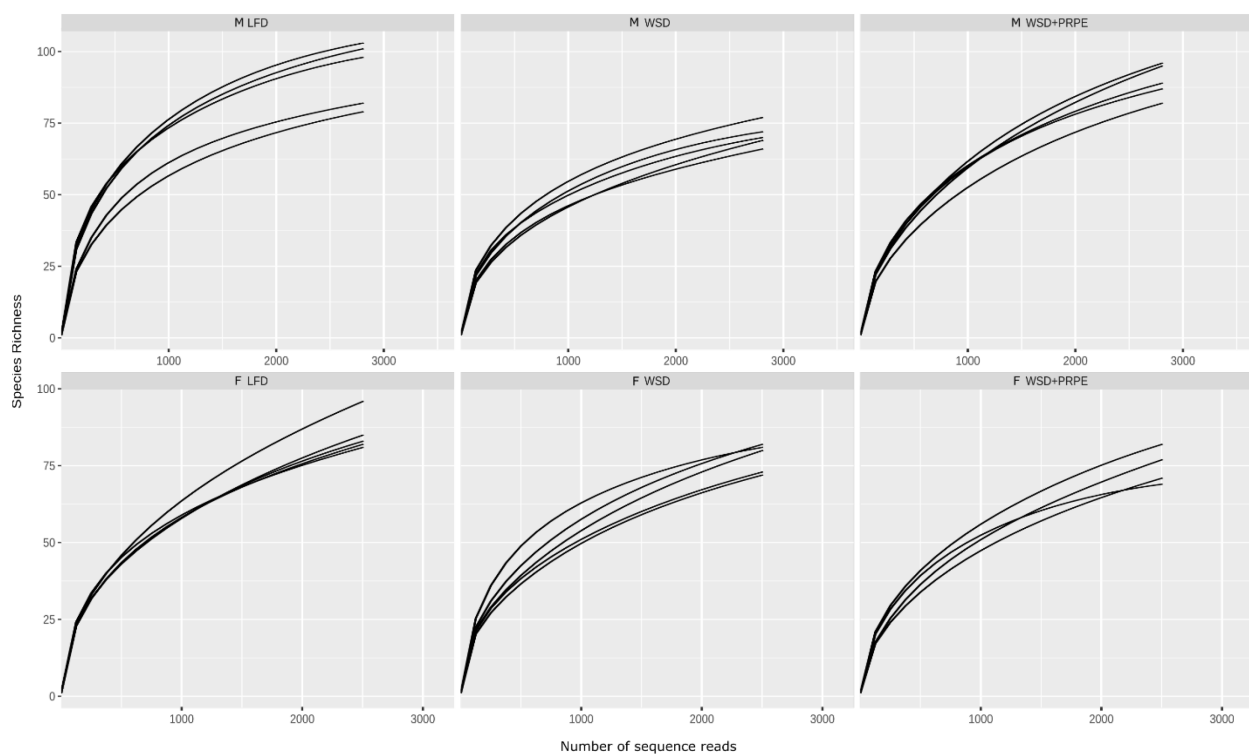 M LFD
M WSD
M WSD+PRPE
100
75
50
25
0
1000 2000 3000
1000 2000 3000
1000 2000 3000
Species Richness
F LFD
F WSD
F WSD+PRPE
100
75
50
25
0
1000 2000 3000
1000 2000 3000
1000 2000 3000
Number of sequence reads